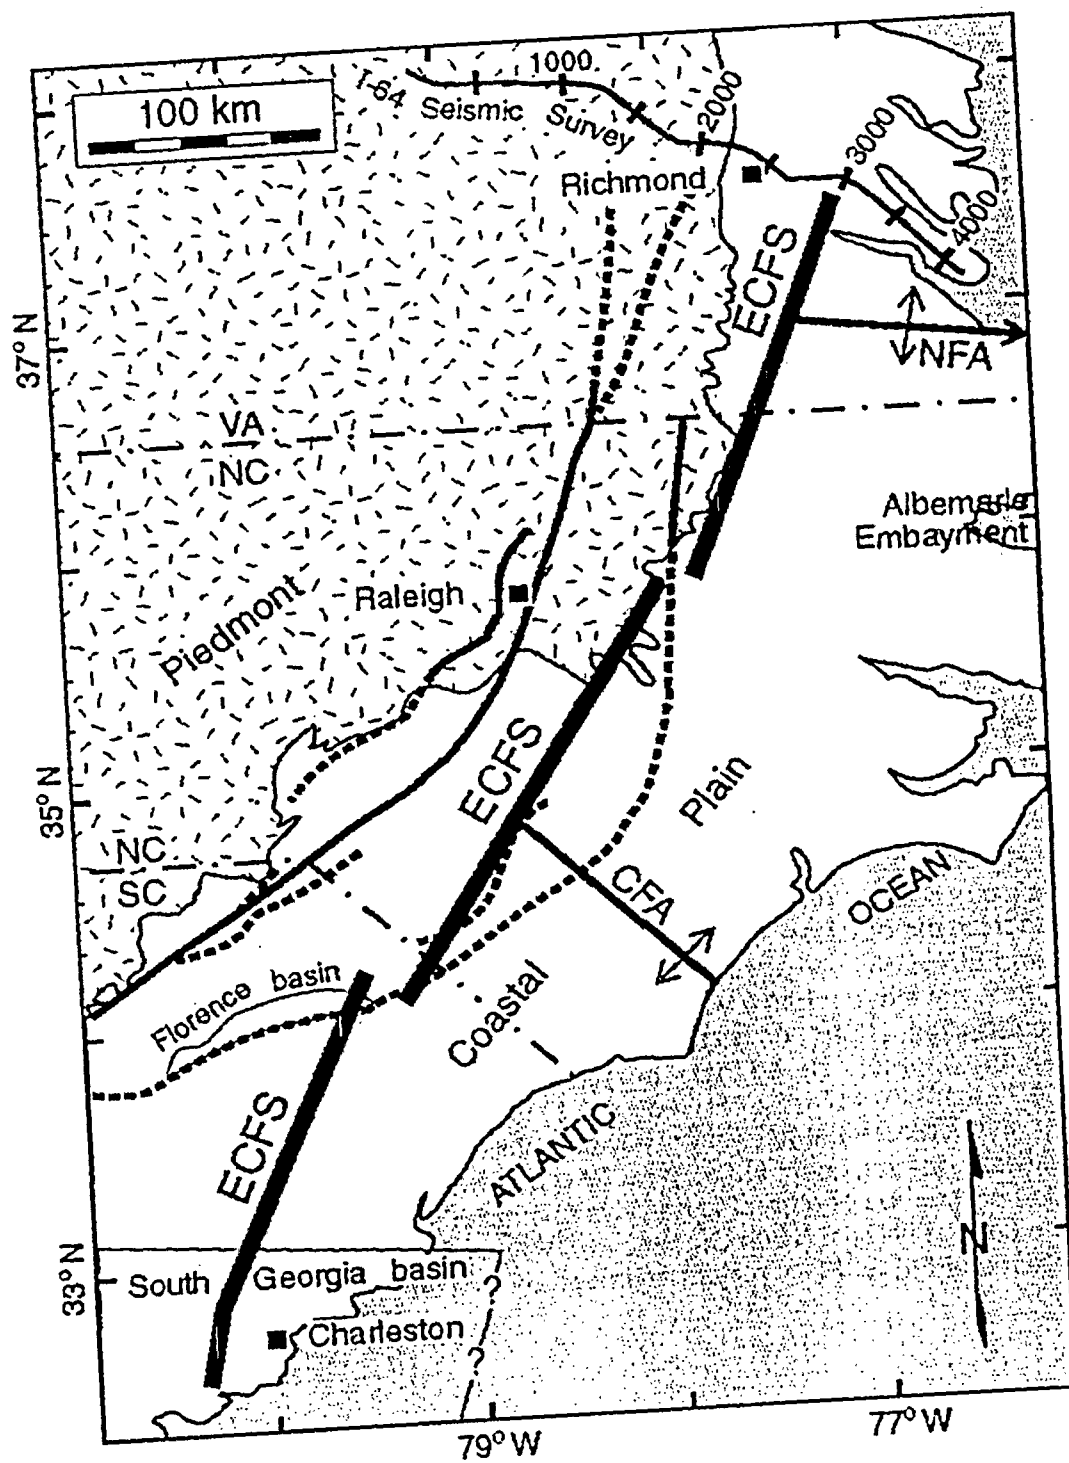 1000
I-64 Seismic Survey
100 km
2000
3000
Richmond
4000
ECFS
NFA
37° N
VA
NC
Albemarle
Embayment
Raleigh
Piedmont
ECFS
Plain
35° N
NC
SC
CFA
OCEAN
Florence basin
Coastal
ECFS
ATLANTIC
N
33° N
South Georgia basin
?
Charleston
?
79° W
77° W